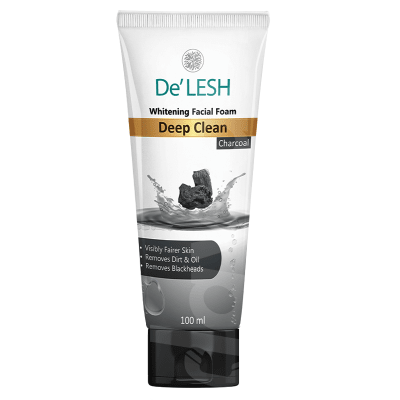 De' LESH
Whitening Facial Foam
Deep Clean
Charcoal
• Visibly Fairer Skin
• Removes Dirt & Oil
• Removes Blackheads
100 ml